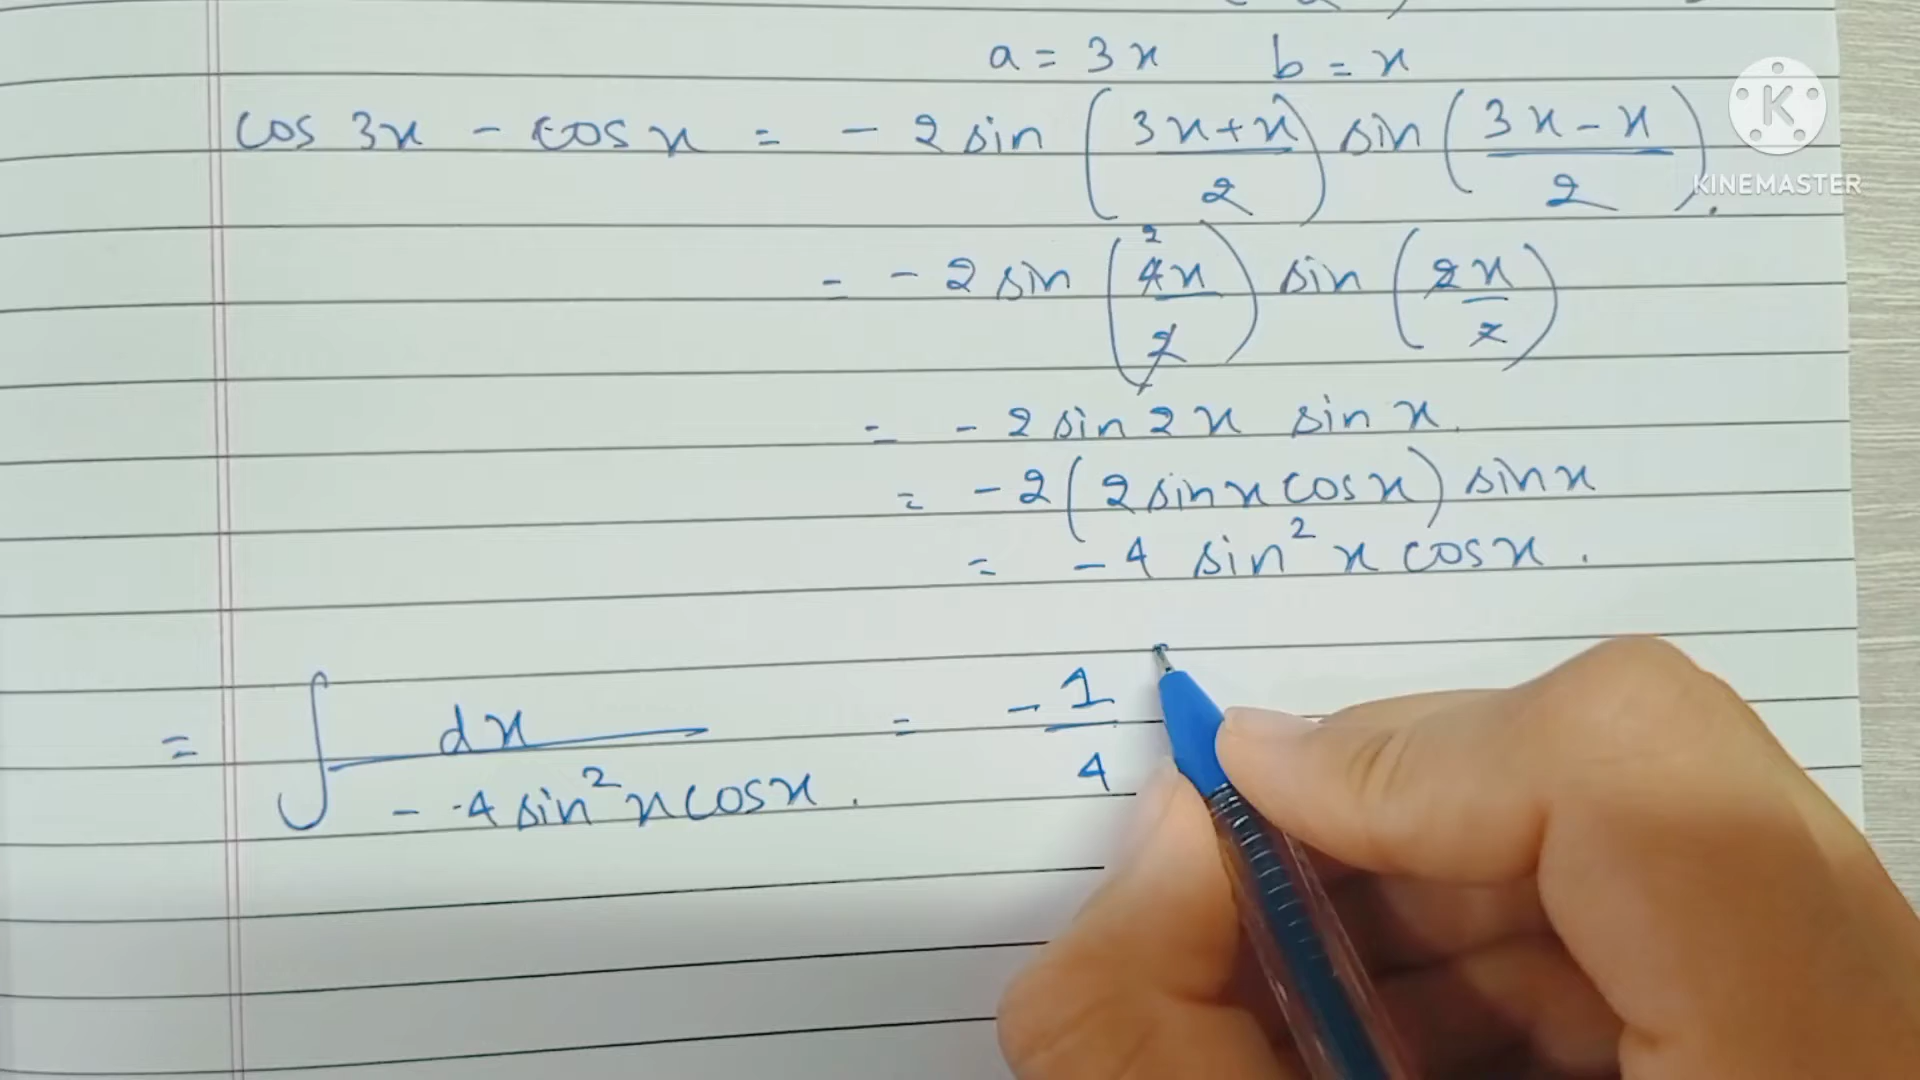 a = 3x b = x
cos 3x - cos x = - 2 sin (3x+x/2) sin (3x-x/2).
= - 2 sin (4x/2) 2 sin (2x/2)
= - 2 sin 2x sin x.
= -2(2 sin x cos x) sin x
= -4 sin² x cos x.
= ∫ dx/-4 sin² x cos x. = -1/4
K
KINEMASTER